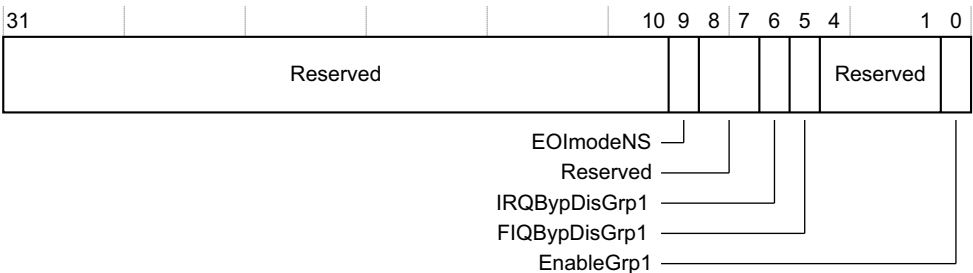 31 10 9 8 7 6 5 4 1 0
Reserved Reserved
EOImodeNS
Reserved
IRQBypDisGrp1
FIQBypDisGrp1
EnableGrp1